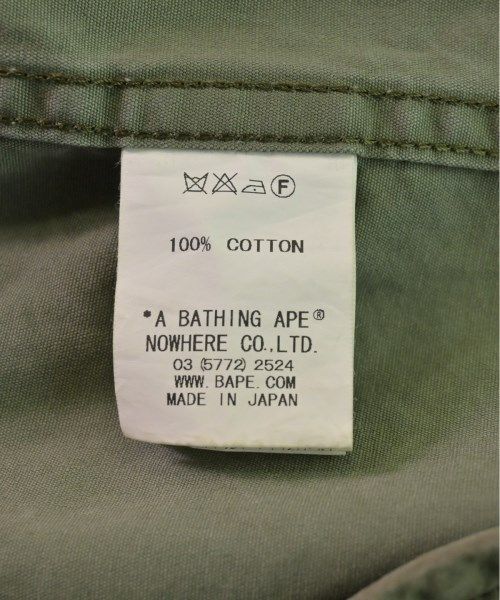 F
100% COTTON
*A BATHING APE®
NOWHERE CO.,LTD.
03 (5772) 2524
WWW.BAPE.COM
MADE IN JAPAN